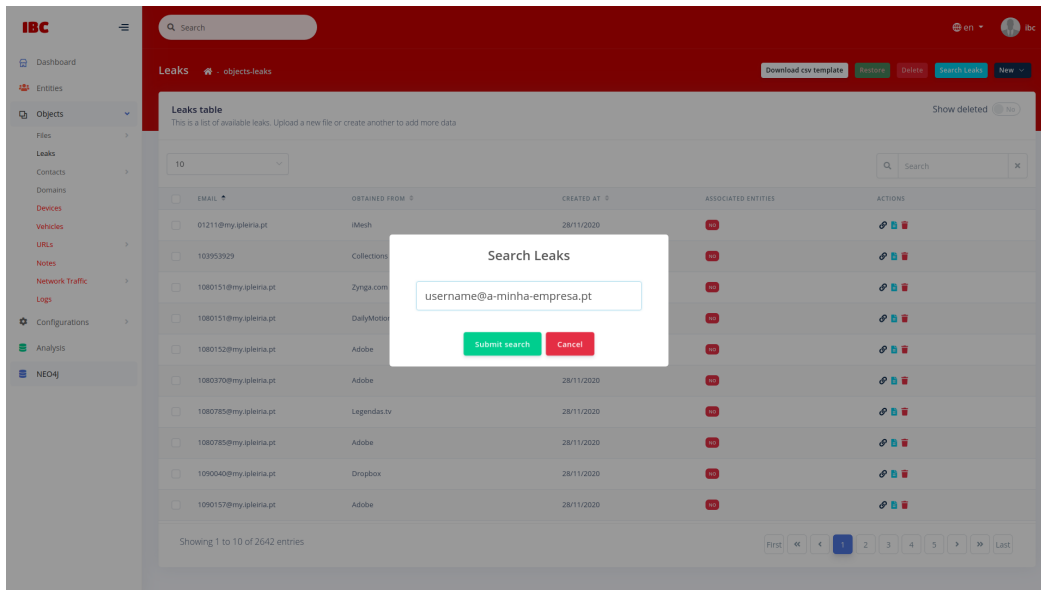 IBC
Search
en
ibc
Dashboard
Entities
Objects
Files
Leaks
Contacts
Domains
Devices
Vehicles
URLs
Notes
Network Traffic
Logs
Configurations
Analysis
NEO4J
Leaks - objects-leaks
Download csv template Restore Delete Search Leaks New
Leaks table
This is a list of available leaks. Upload a new file or create another to add more data
Show deleted No
10
Search
EMAIL OBTAINED FROM CREATED AT ASSOCIATED ENTITIES ACTIONS
01211@my.ipleiria.pt iMesh 28/11/2020 NO
103953929 Collections NO
1080151@my.ipleiria.pt Zynga.com NO
1080151@my.ipleiria.pt DailyMotion NO
1080152@my.ipleiria.pt Adobe NO
1080370@my.ipleiria.pt Adobe 28/11/2020 NO
1080785@my.ipleiria.pt Legendas.tv 28/11/2020 NO
1080785@my.ipleiria.pt Adobe 28/11/2020 NO
1090040@my.ipleiria.pt Dropbox 28/11/2020 NO
1090157@my.ipleiria.pt Adobe 28/11/2020 NO
Search Leaks
username@a-minha-empresa.pt
Submit search Cancel
Showing 1 to 10 of 2642 entries
First « ‹ 1 2 3 4 5 › » Last